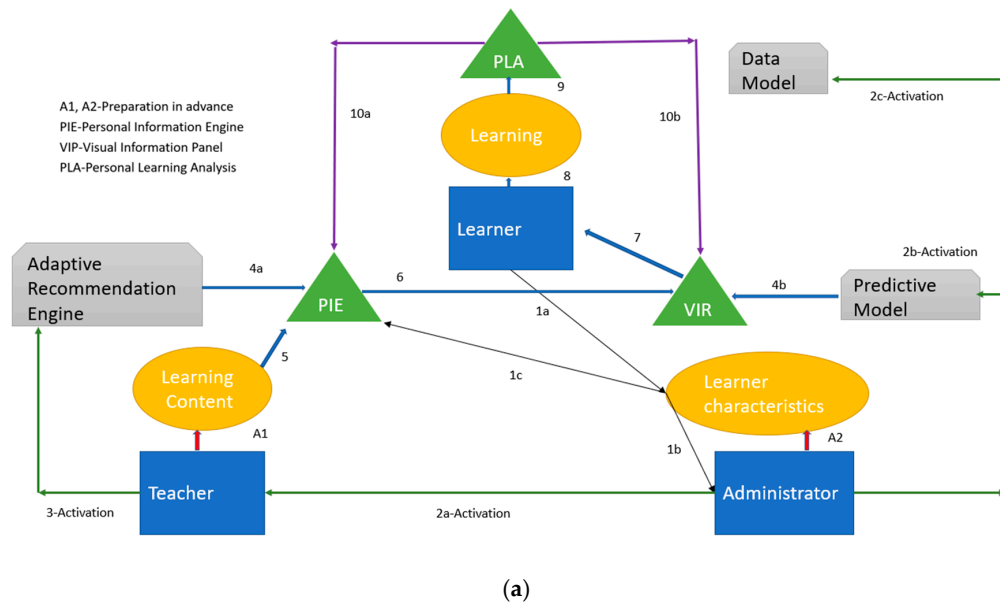 PLA
Data
Model
9
2c-Activation
A1, A2-Preparation in advance
PIE-Personal Information Engine
VIP-Visual Information Panel
PLA-Personal Learning Analysis
10a
10b
Learning
8
Learner
7
2b-Activation
Adaptive
Recommendation
Engine
4a
PIE
6
1a
VIR
4b
Predictive
Model
5
1c
Learning
Content
Learner
characteristics
A1
1b
A2
Teacher
Administrator
3-Activation
2a-Activation
(a)